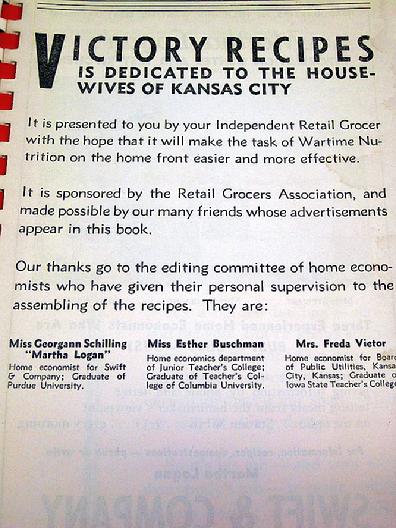 VICTORY RECIPES
IS DEDICATED TO THE HOUSE-
WIVES OF KANSAS CITY
It is presented to you by your Independent Retail Grocer
with the hope that it will make the task of Wartime Nu-
trition on the home front easier and more effective.
It is sponsored by the Retail Grocers Association, and
made possible by our many friends whose advertisements
appear in this book.
Our thanks go to the editing committee of home econo-
mists who have given their personal supervision to the
assembling of the recipes. They are:
Miss Georgann Schilling
"Martha Logan"
Home economist for Swift
& Company; Graduate of
Purdue University.
Miss Esther Buschman
Home economics department
of Junior Teacher's College;
Graduate of Teacher's Col-
lege of Columbia University.
Mrs. Freda Vietor
Home economist for Board
of Public Utilities, Kansas
City, Kansas; Graduate of
Iowa State Teacher's College
Martha Logan
SWIFT & COMPANY